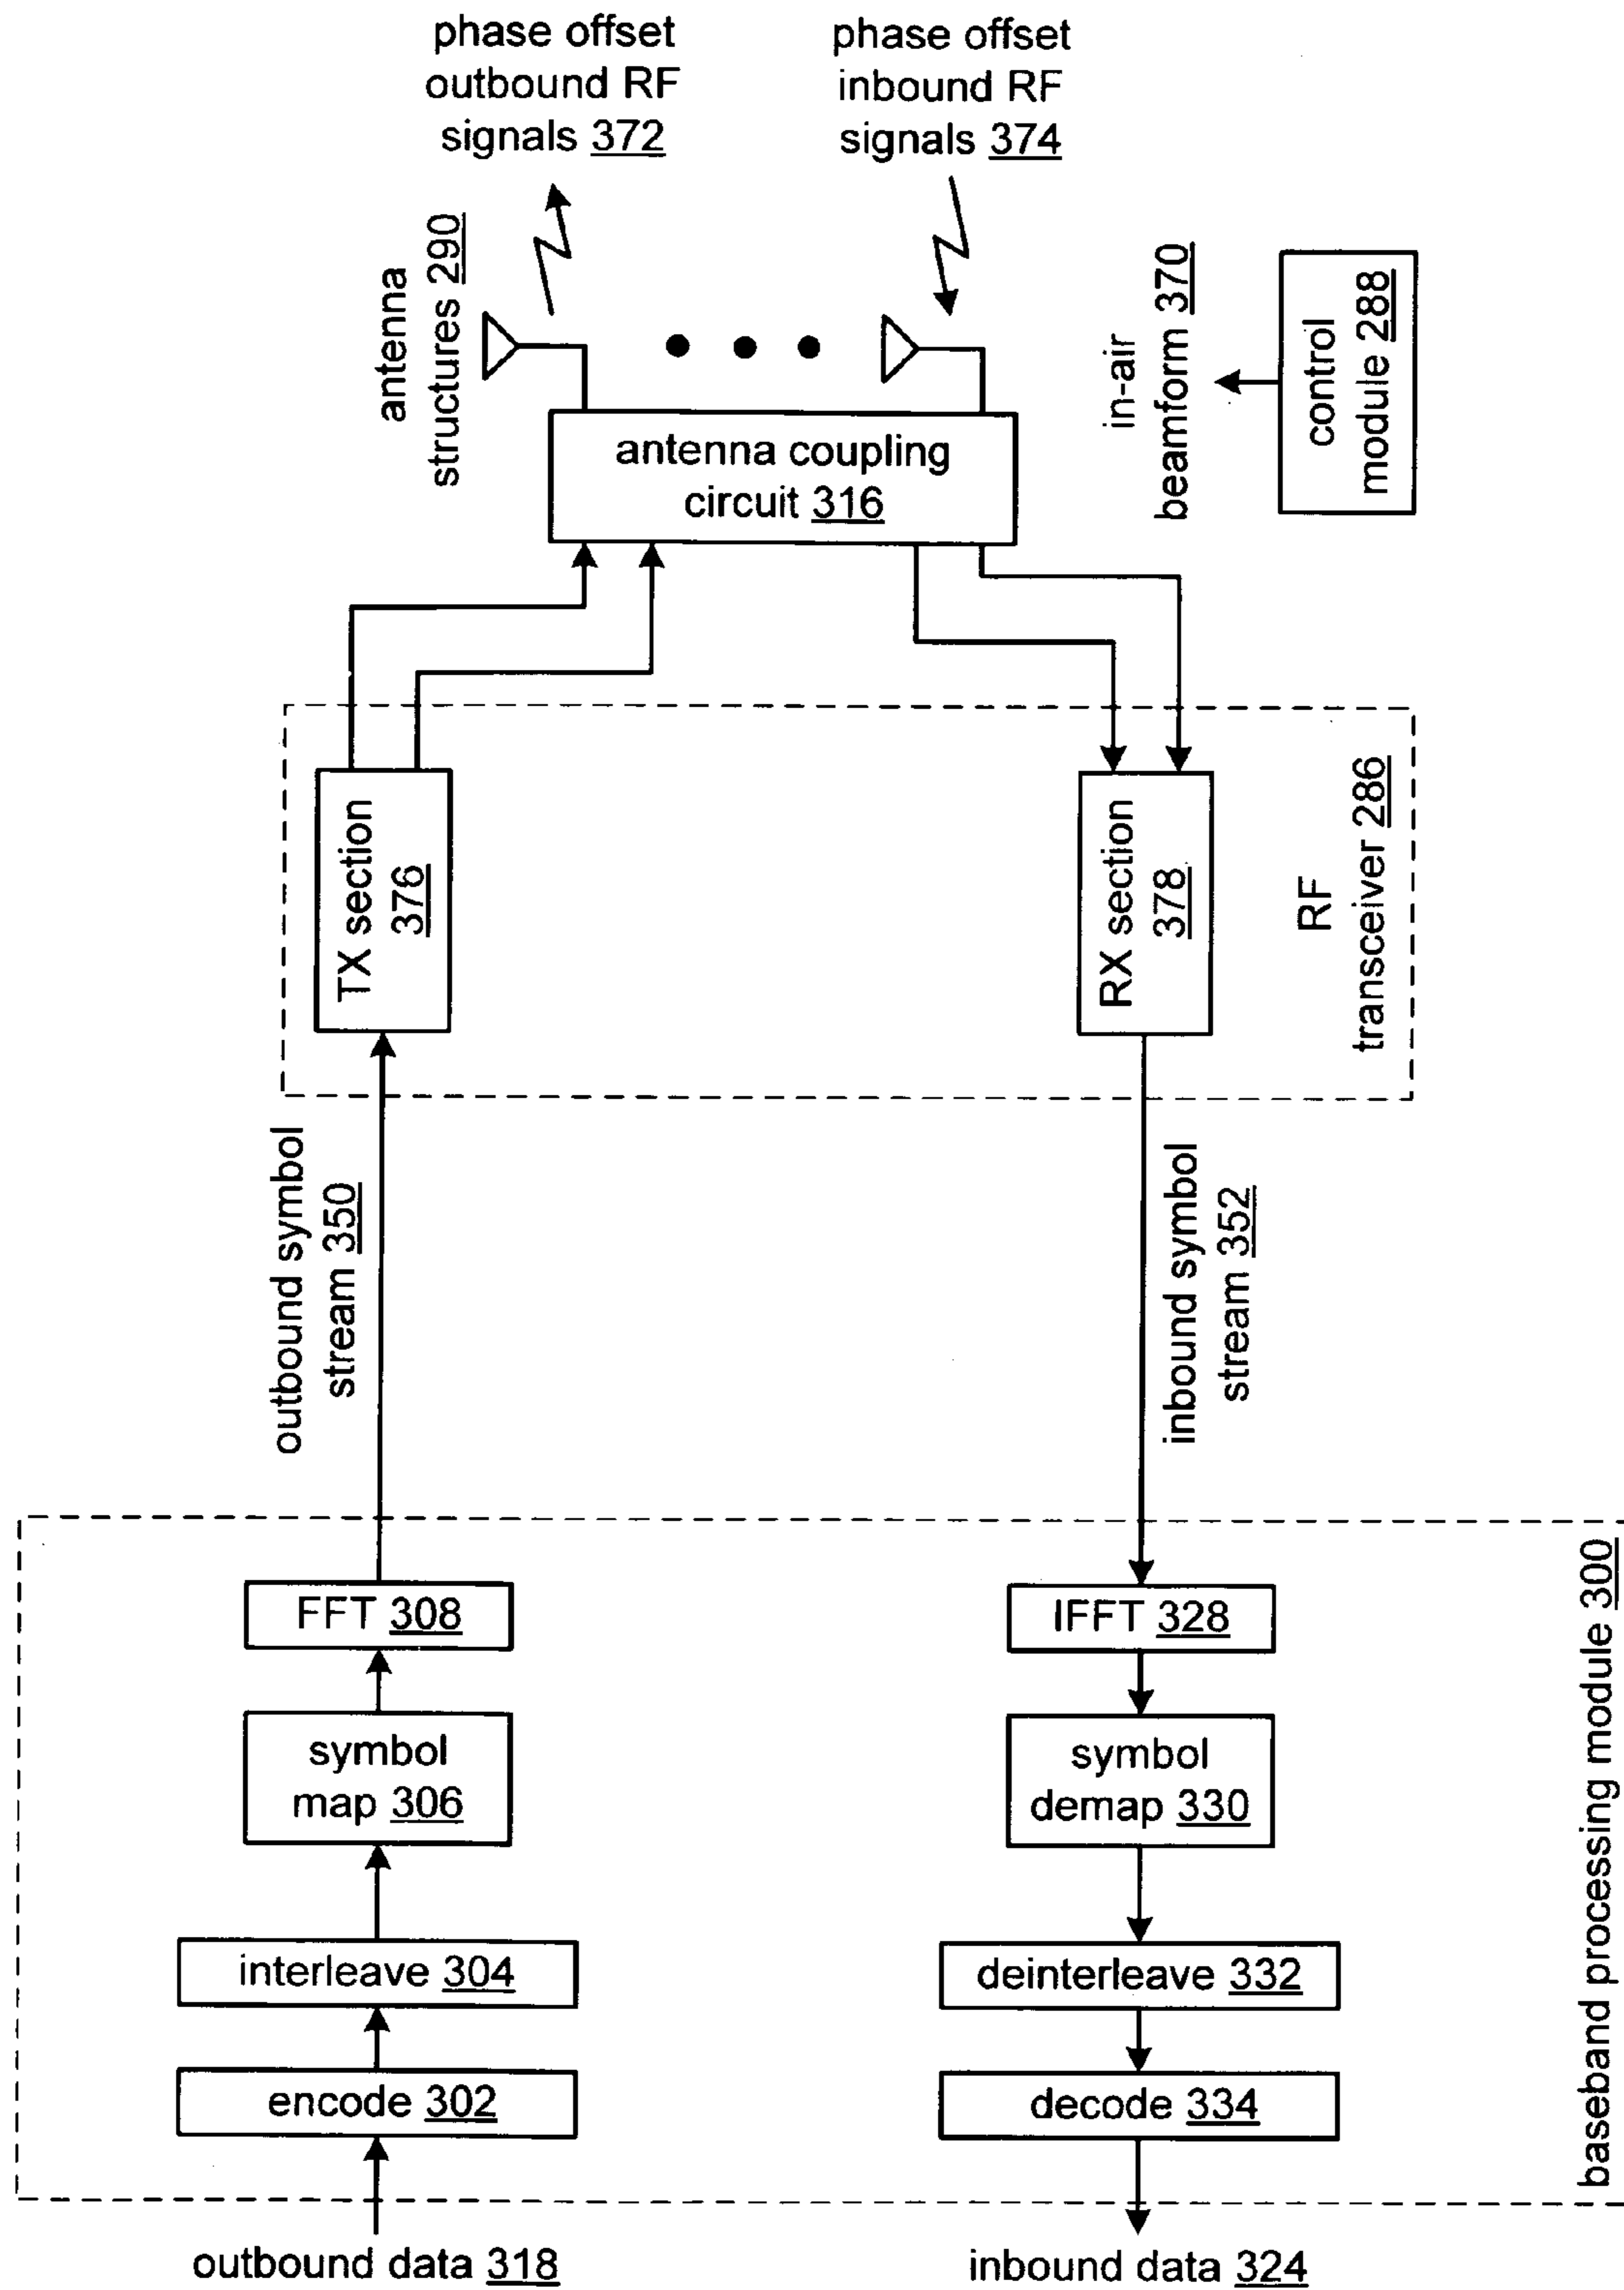 phase offset
outbound RF
signals 372
phase offset
inbound RF
signals 374
antenna
structures 290
in-air
beamform 370
control
module 288
antenna coupling
circuit 316
TX section
376
RX section
378
RF
transceiver 286
outbound symbol
stream 350
inbound symbol
stream 352
FFT 308
IFFT 328
symbol
map 306
symbol
demap 330
interleave 304
deinterleave 332
encode 302
decode 334
baseband processing module 300
outbound data 318
inbound data 324